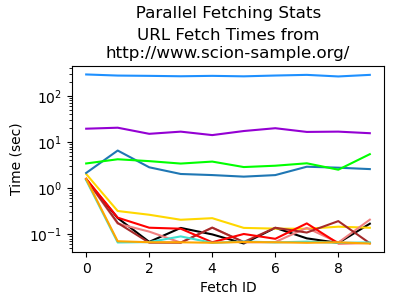 Parallel Fetching Stats
URL Fetch Times from
http://www.scion-sample.org/
Time (sec)
10²
10¹
10⁰
10⁻¹
0 2 4 6 8
Fetch ID